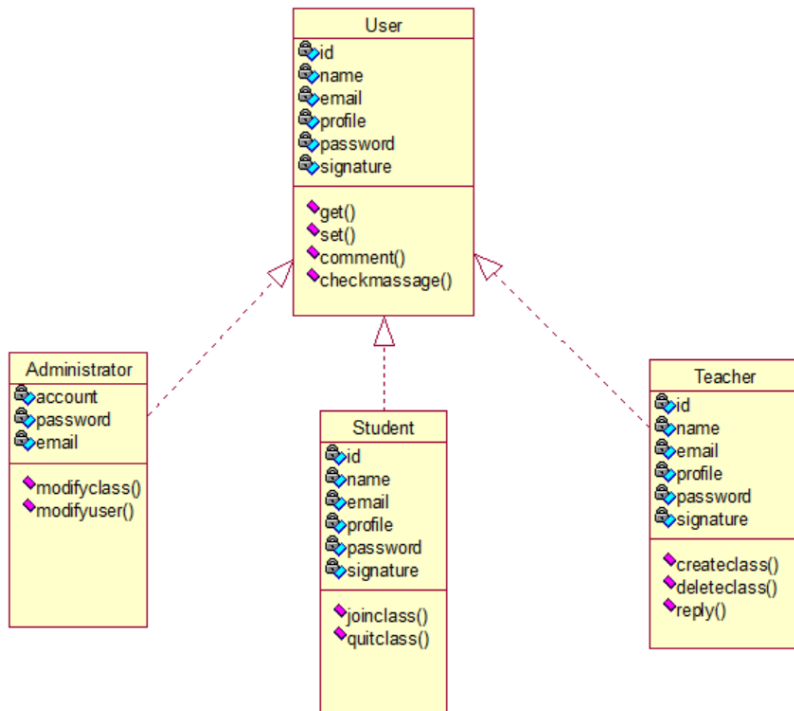 User
id
name
email
profile
password
signature
get()
set()
comment()
checkmassage()
Administrator
account
password
email
modifyclass()
modifyuser()
Student
id
name
email
profile
password
signature
joinclass()
quitclass()
Teacher
id
name
email
profile
password
signature
createclass()
deleteclass()
reply()